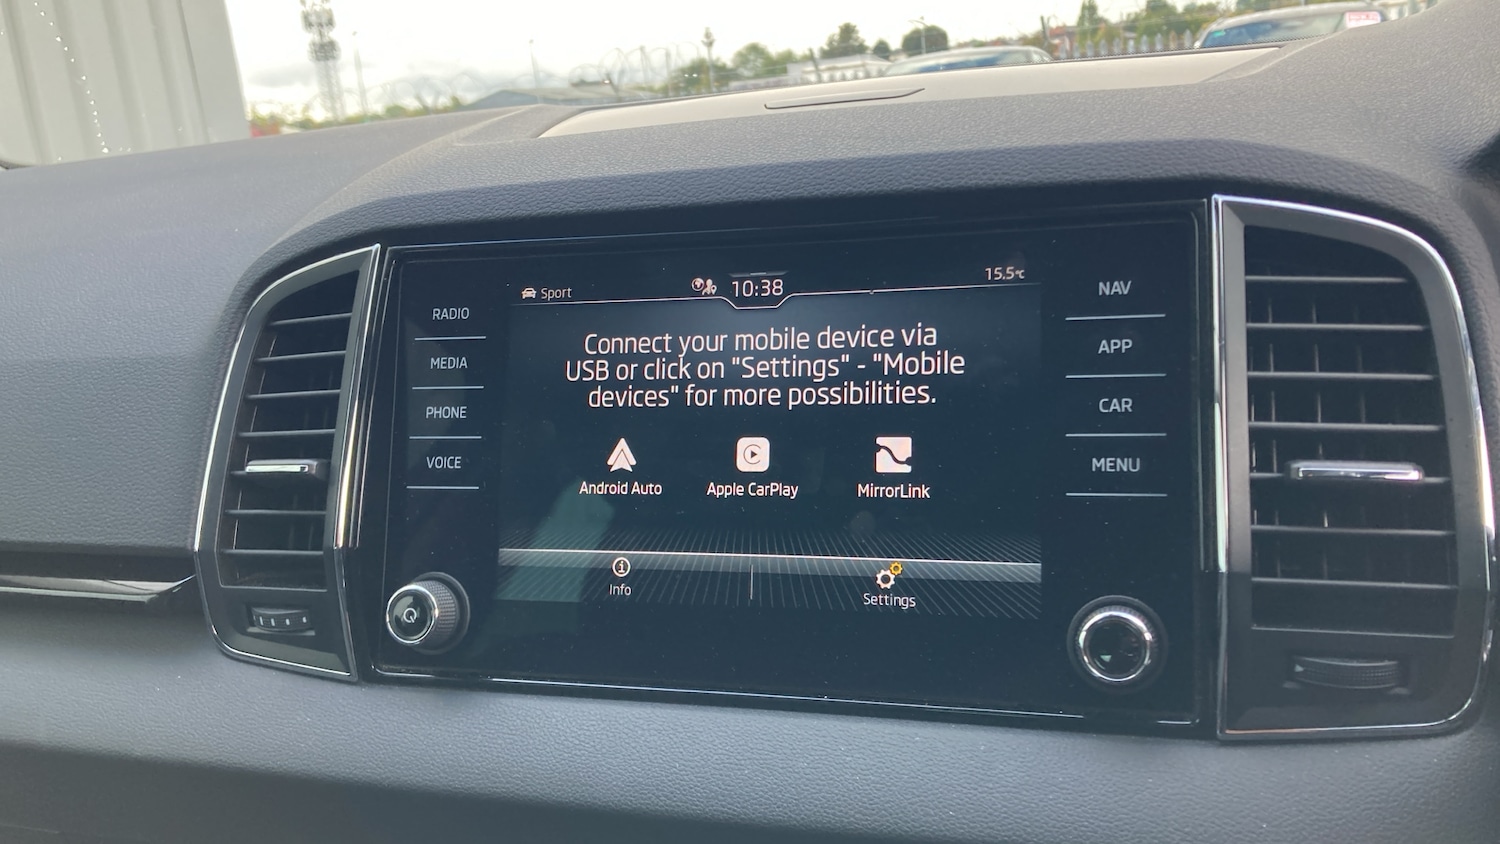 Sport
10:38
15.5°C
RADIO
MEDIA
PHONE
VOICE
Connect your mobile device via
USB or click on "Settings" - "Mobile
devices" for more possibilities.
Android Auto
Apple CarPlay
MirrorLink
Info
Settings
NAV
APP
CAR
MENU